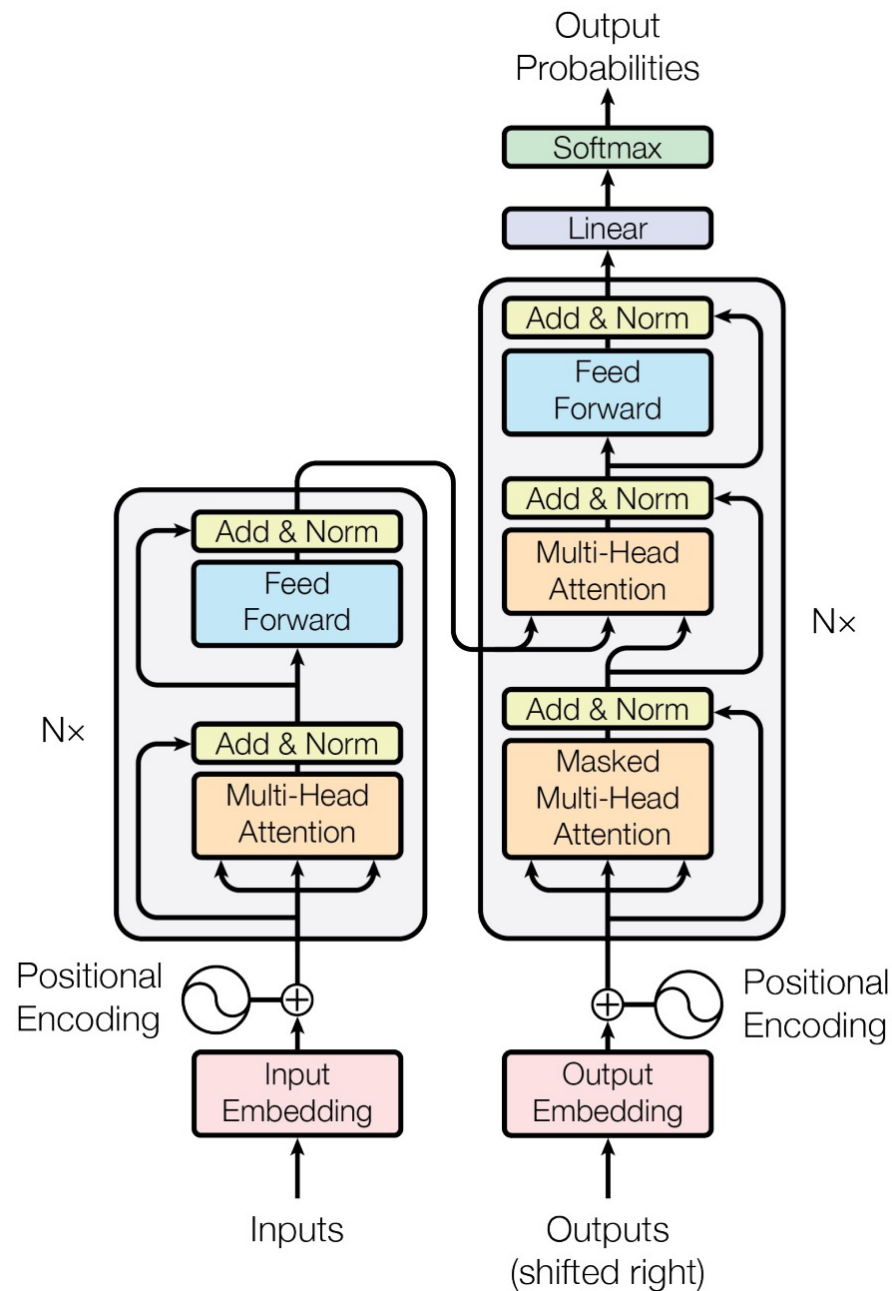 Output
Probabilities
Softmax
Linear
Add & Norm
Feed
Forward
Add & Norm
Multi-Head
Attention
Add & Norm
Masked
Multi-Head
Attention
N×
Add & Norm
Feed
Forward
Add & Norm
Multi-Head
Attention
N×
Positional
Encoding
Positional
Encoding
Input
Embedding
Output
Embedding
Inputs
Outputs
(shifted right)